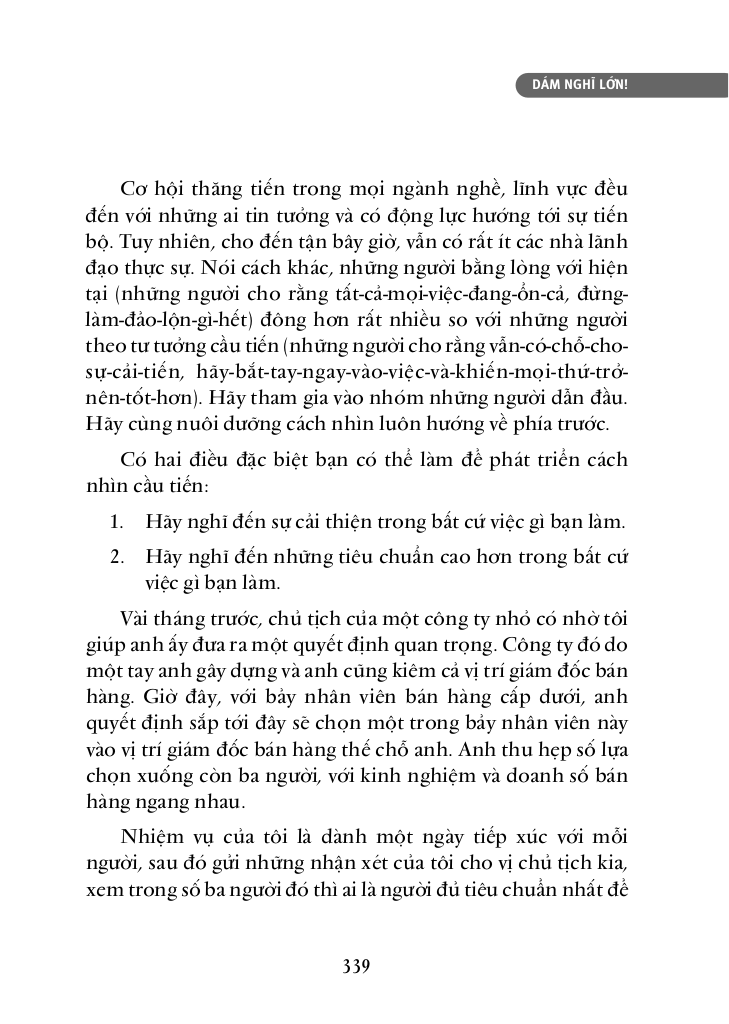 DÁM NGHĨ LỚN!
Cơ hội thăng tiến trong mọi ngành nghề, lĩnh vực đều
đến với những ai tin tưởng và có động lực hướng tới sự tiến
bộ. Tuy nhiên, cho đến tận bây giờ, vẫn có rất ít các nhà lãnh
đạo thực sự. Nói cách khác, những người bằng lòng với hiện
tại (những người cho rằng tất-cả-mọi-việc-đang-ổn-cả, đừng-
làm-đảo-lộn-gì-hết) đông hơn rất nhiều so với những người
theo tư tưởng cầu tiến (những người cho rằng vẫn-có-chỗ-cho-
sự-cải-tiến, hãy-bắt-tay-ngay-vào-việc-và-khiến-mọi-thứ-trở-
nên-tốt-hơn). Hãy tham gia vào nhóm những người dẫn đầu.
Hãy cùng nuôi dưỡng cách nhìn luôn hướng về phía trước.
Có hai điều đặc biệt bạn có thể làm để phát triển cách
nhìn cầu tiến:
1. Hãy nghĩ đến sự cải thiện trong bất cứ việc gì bạn làm.
2. Hãy nghĩ đến những tiêu chuẩn cao hơn trong bất cứ
việc gì bạn làm.
Vài tháng trước, chủ tịch của một công ty nhỏ có nhờ tôi
giúp anh ấy đưa ra một quyết định quan trọng. Công ty đó do
một tay anh gây dựng và anh cũng kiêm cả vị trí giám đốc bán
hàng. Giờ đây, với bảy nhân viên bán hàng cấp dưới, anh
quyết định sắp tới đây sẽ chọn một trong bảy nhân viên này
vào vị trí giám đốc bán hàng thế chỗ anh. Anh thu hẹp số lựa
chọn xuống còn ba người, với kinh nghiệm và doanh số bán
hàng ngang nhau.
Nhiệm vụ của tôi là dành một ngày tiếp xúc với mỗi
người, sau đó gửi những nhận xét của tôi cho vị chủ tịch kia,
xem trong số ba người đó thì ai là người đủ tiêu chuẩn nhất để
339